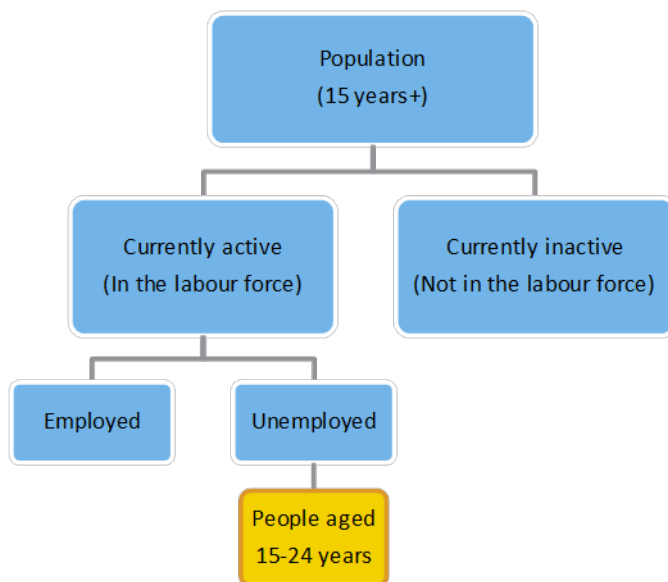 Population
(15 years+)
Currently active
(In the labour force)
Currently inactive
(Not in the labour force)
Employed
Unemployed
People aged
15-24 years